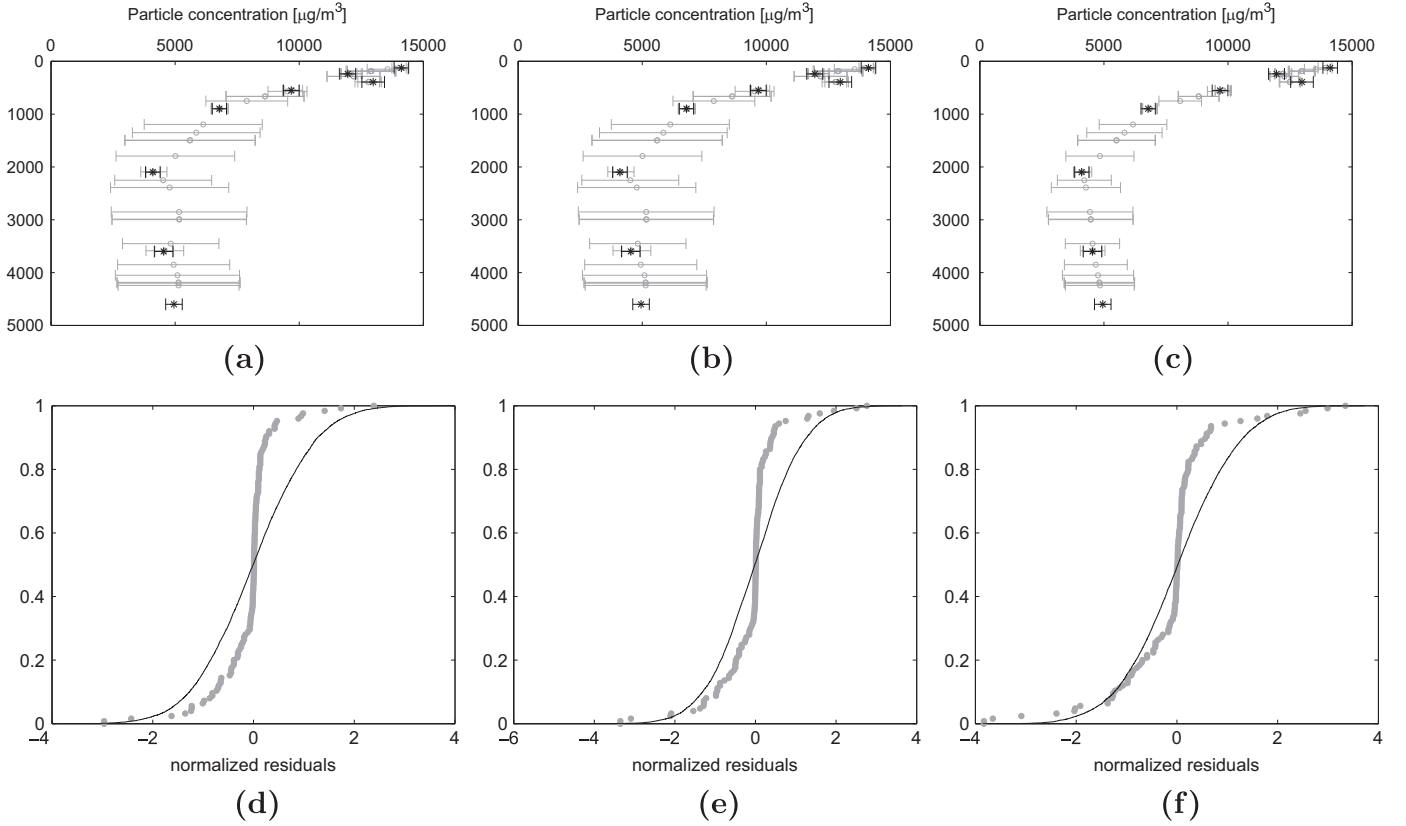 Particle concentration [μg/m³] Particle concentration [μg/m³] Particle concentration [μg/m³]
0 5000 10000 15000 0 5000 10000 15000 0 5000 10000 15000
0 0 0
1000 1000 1000
2000 2000 2000
3000 3000 3000
4000 4000 4000
5000 5000 5000
(a) (b) (c)
1 1 1
0.8 0.8 0.8
0.6 0.6 0.6
0.4 0.4 0.4
0.2 0.2 0.2
0 0 0
−4 −2 0 2 4 −6 −4 −2 0 2 4 −4 −2 0 2 4
normalized residuals normalized residuals normalized residuals
(d) (e) (f)